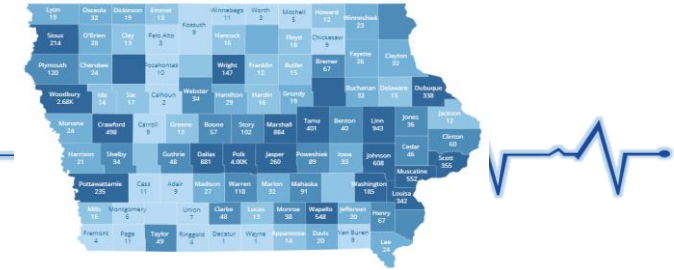 Lyon Osceola Dickinson Emmet Winnebago Worth Mitchell Howard Winneshiek
19 32 19 13 11 3 5 12 23
Kossuth
9
Sioux O'Brien Clay Palo Alto Hancock Floyd Chickasaw
214 28 13 3 16 18 9
Fayette Clayton
26 32
Plymouth Cherokee Pocahontas Wright Franklin Butler Bremer
120 24 10 147 12 15 67
Woodbury Ida Sac Calhoun Webster Hamilton Hardin Grundy Buchanan Delaware Dubuque
2.68K 14 17 2 34 29 16 19 32 15 338
Monona Crawford Carroll Greene Boone Story Marshall Tama Benton Linn Jones Jackson
24 498 9 13 57 102 884 401 40 943 36 12
Clinton
60
Harrison Shelby Guthrie Dallas Polk Jasper Poweshiek Iowa Johnson Cedar Scott
21 34 48 881 4.00K 260 89 33 608 46 355
Muscatine
552
Pottawattamie Cass Adair Madison Warren Marion Mahaska Washington Louisa
235 11 9 27 118 32 91 185 342
Mills Montgomery Union Clarke Lucas Monroe Wapello Jefferson Henry
16 6 7 48 13 38 548 20 67
Fremont Page Taylor Ringgold Decatur Wayne Appanoose Davis Van Buren Lee
4 11 49 4 1 1 14 20 9 24